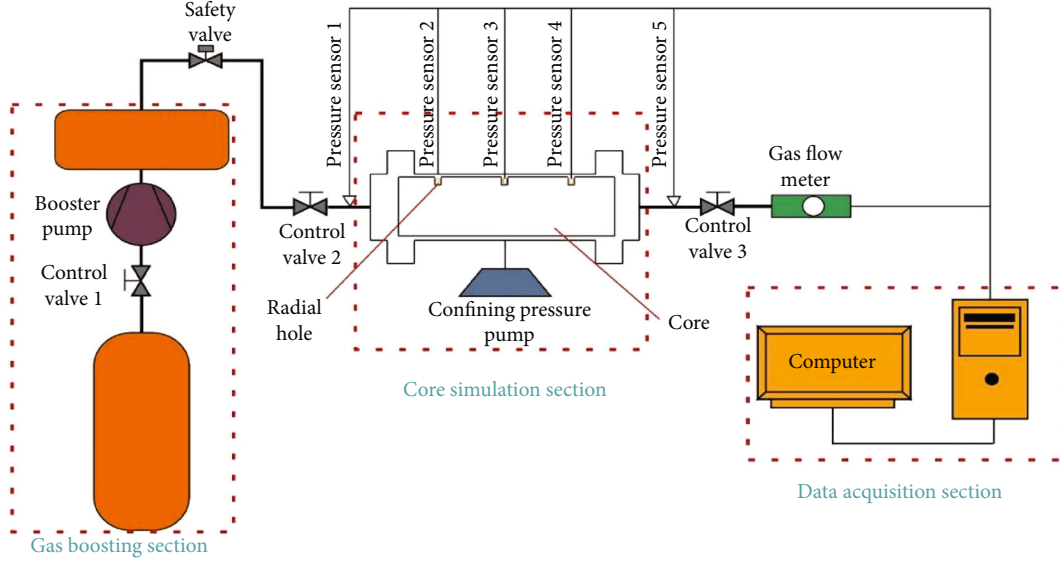 Safety
valve
Pressure sensor 1
Pressure sensor 2
Pressure sensor 3
Pressure sensor 4
Pressure sensor 5
Gas flow
meter
Booster
pump
Control
valve 1
Control
valve 2
Control
valve 3
Radial
hole
Confining pressure
pump
Core
Computer
Core simulation section
Data acquisition section
Gas boosting section